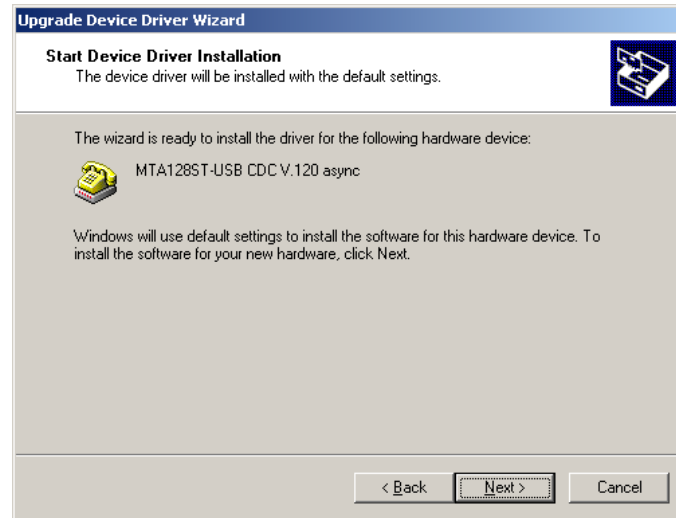 Upgrade Device Driver Wizard
Start Device Driver Installation
The device driver will be installed with the default settings.
The wizard is ready to install the driver for the following hardware device:
MTA128ST-USB CDC V.120 async
Windows will use default settings to install the software for this hardware device. To
install the software for your new hardware, click Next.
< Back Next > Cancel